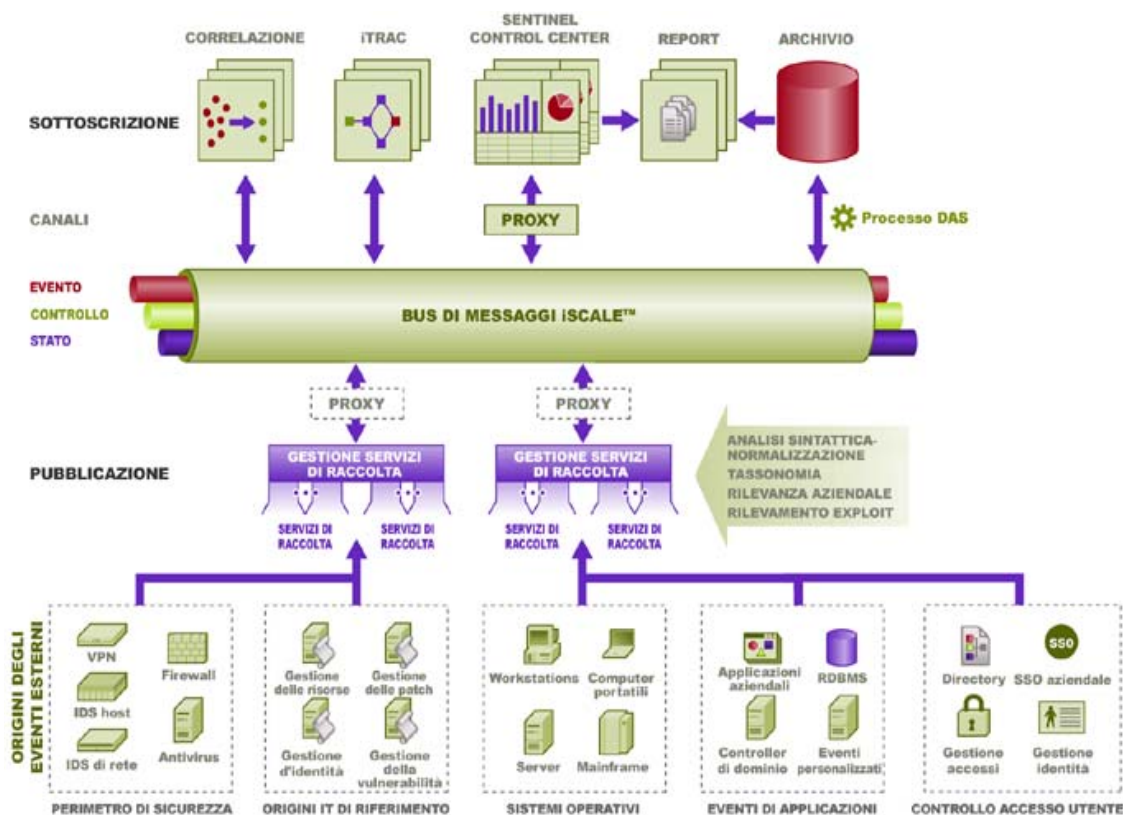 CORRELAZIONE
iTRAC
SENTINEL
CONTROL CENTER
REPORT
ARCHIVIO
SOTTOSCRIZIONE
CANALI
PROXY
Processo DAS
EVENTO
CONTROLLO
STATO
BUS DI MESSAGGI iSCALE™
PROXY
PROXY
PUBBLICAZIONE
GESTIONE SERVIZI
DI RACCOLTA
SERVIZI DI
RACCOLTA
SERVIZI DI
RACCOLTA
GESTIONE SERVIZI
DI RACCOLTA
SERVIZI DI
RACCOLTA
SERVIZI DI
RACCOLTA
ANALISI SINTATTICA-
NORMALIZZAZIONE
TASSONOMIA
RILEVANZA AZIENDALE
RILEVAMENTO EXPLOIT
ORIGINI DEGLI
EVENTI ESTERNI
VPN
Firewall
IDS host
IDS di rete
Antivirus
PERIMETRO DI SICUREZZA
Gestione
delle risorse
Gestione
delle patch
Gestione
d'identità
Gestione
della
vulnerabilità
ORIGINI IT DI RIFERIMENTO
Workstations
Computer
portatili
Server
Mainframe
SISTEMI OPERATIVI
Applicazioni
aziendali
RDBMS
Controller
di dominio
Eventi
personalizzati
EVENTI DI APPLICAZIONI
Directory
SSO
SSO aziendale
Gestione
accessi
Gestione
identità
CONTROLLO ACCESSO UTENTE